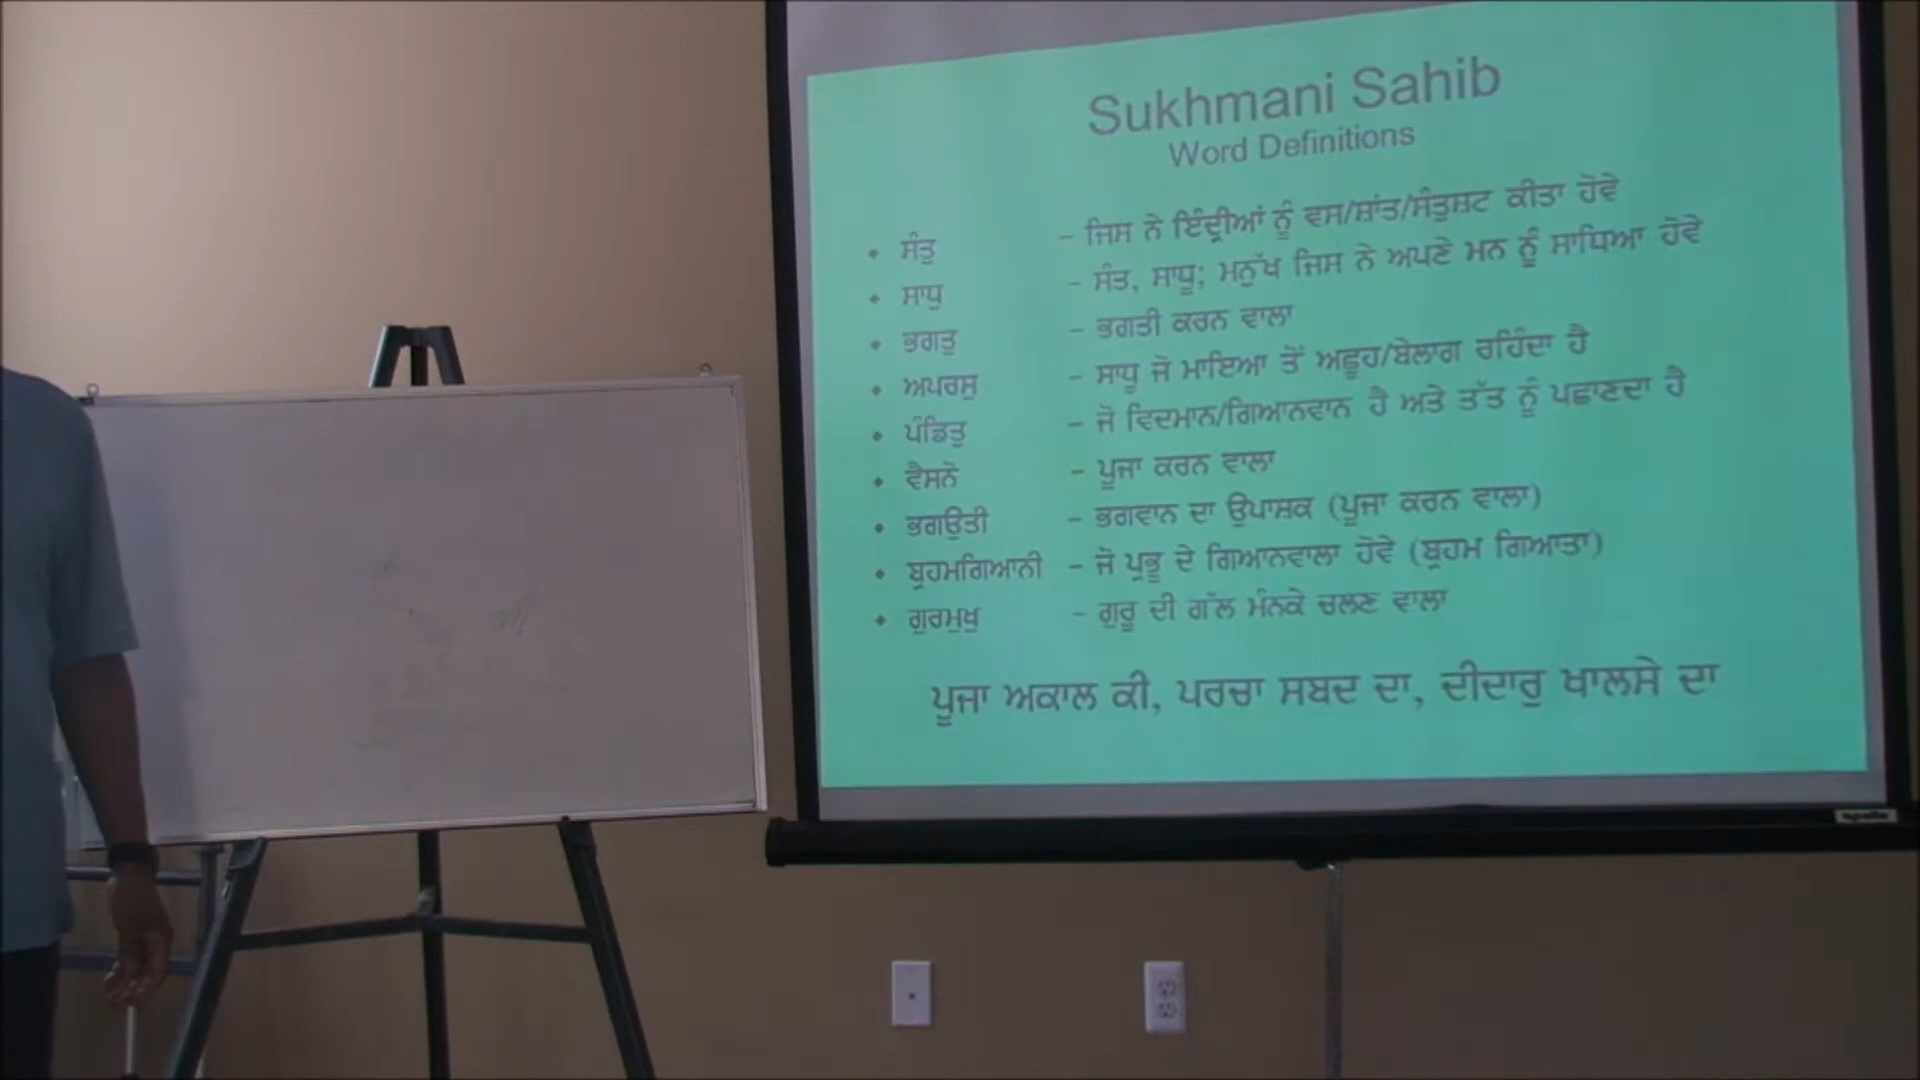 Sukhmani Sahib
Word Definitions
• ਸੰਤੁ – ਜਿਸ ਨੇ ਇੰਦ੍ਰੀਆਂ ਨੂੰ ਵਸ/ਸ਼ਾਂਤ/ਸੰਤੁਸ਼ਟ ਕੀਤਾ ਹੋਵੇ
• ਸਾਧੁ – ਸੰਤ, ਸਾਧੂ; ਮਨੁੱਖ ਜਿਸ ਨੇ ਅਪਣੇ ਮਨ ਨੂੰ ਸਾਧਿਆ ਹੋਵੇ
• ਭਗਤੁ – ਭਗਤੀ ਕਰਨ ਵਾਲਾ
• ਅਪਰਸੁ – ਸਾਧੂ ਜੋ ਮਾਇਆ ਤੋਂ ਅਛੂਹ/ਬੇਲਾਗ ਰਹਿੰਦਾ ਹੈ
• ਪੰਡਿਤੁ – ਜੋ ਵਿਦਮਾਨ/ਗਿਆਨਵਾਨ ਹੈ ਅਤੇ ਤੱਤ ਨੂੰ ਪਛਾਣਦਾ ਹੈ
• ਵੈਸਨੋ – ਪੂਜਾ ਕਰਨ ਵਾਲਾ
• ਭਗਉਤੀ – ਭਗਵਾਨ ਦਾ ਉਪਾਸ਼ਕ (ਪੂਜਾ ਕਰਨ ਵਾਲਾ)
• ਬ੍ਰਹਮਗਿਆਨੀ – ਜੋ ਪ੍ਰਭੂ ਦੇ ਗਿਆਨਵਾਲਾ ਹੋਵੇ (ਬ੍ਰਹਮ ਗਿਆਤਾ)
• ਗੁਰਮੁਖੁ – ਗੁਰੂ ਦੀ ਗੱਲ ਮੰਨਕੇ ਚਲਣ ਵਾਲਾ
ਪੂਜਾ ਅਕਾਲ ਕੀ, ਪਰਚਾ ਸਬਦ ਦਾ, ਦੀਦਾਰੁ ਖਾਲਸੇ ਦਾ